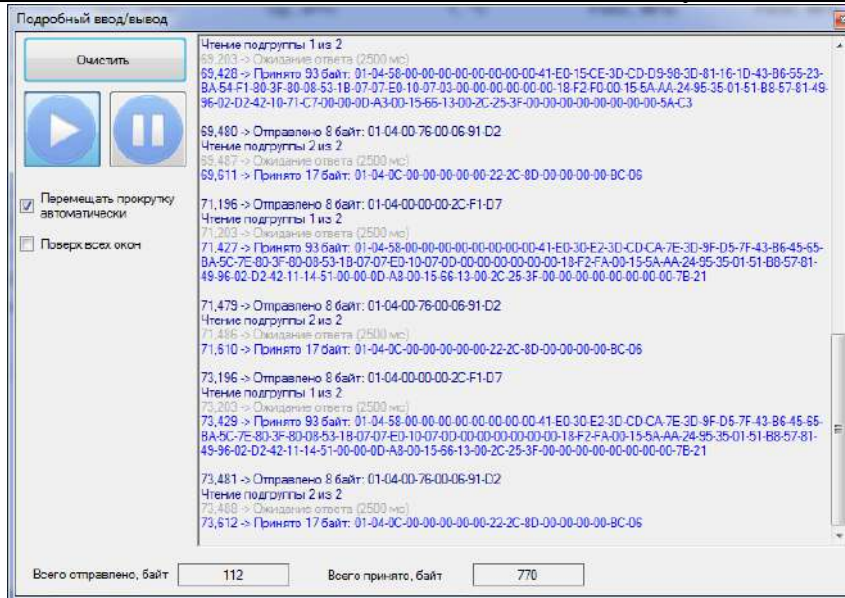 Подробный ввод/вывод
Очистить
Перемещать прокрутку
автоматически
Поверх всех окон
Чтение подгруппы 1 из 2
69,203 -> Ожидание ответа (2500 мс)
69,428 -> Принято 93 байт: 01-04-58-00-00-00-00-00-00-00-00-41-E0-15-CE-3D-CD-D9-98-3D-81-16-1D-43-B6-55-23-
BA-54-F1-80-3F-80-08-53-1B-07-07-E0-10-07-03-00-00-00-00-00-00-18-F2-F0-00-15-5A-AA-24-95-35-01-51-B8-57-81-49-
96-02-D2-42-10-71-C7-00-00-0D-A3-00-15-66-13-00-2C-25-3F-00-00-00-00-00-00-00-00-5A-C3
69,480 -> Отправлено 8 байт: 01-04-00-76-00-06-91-D2
Чтение подгруппы 2 из 2
69,487 -> Ожидание ответа (2500 мс)
69,611 -> Принято 17 байт: 01-04-0C-00-00-00-00-00-22-2C-8D-00-00-00-00-BC-06
71,196 -> Отправлено 8 байт: 01-04-00-00-00-2C-F1-D7
Чтение подгруппы 1 из 2
71,203 -> Ожидание ответа (2500 мс)
71,427 -> Принято 93 байт: 01-04-58-00-00-00-00-00-00-00-00-41-E0-30-E2-3D-CD-CA-7E-3D-9F-D5-7F-43-B6-45-65-
BA-5C-7E-80-3F-80-08-53-1B-07-07-E0-10-07-0D-00-00-00-00-00-00-18-F2-FA-00-15-5A-AA-24-95-35-01-51-B8-57-81-
49-96-02-D2-42-11-14-51-00-00-0D-A8-00-15-66-13-00-2C-25-3F-00-00-00-00-00-00-00-00-7B-21
71,479 -> Отправлено 8 байт: 01-04-00-76-00-06-91-D2
Чтение подгруппы 2 из 2
71,486 -> Ожидание ответа (2500 мс)
71,610 -> Принято 17 байт: 01-04-0C-00-00-00-00-00-22-2C-8D-00-00-00-00-BC-06
73,196 -> Отправлено 8 байт: 01-04-00-00-00-2C-F1-D7
Чтение подгруппы 1 из 2
73,203 -> Ожидание ответа (2500 мс)
73,429 -> Принято 93 байт: 01-04-58-00-00-00-00-00-00-00-00-41-E0-30-E2-3D-CD-CA-7E-3D-9F-D5-7F-43-B6-45-65-
BA-5C-7E-80-3F-80-08-53-1B-07-07-E0-10-07-0D-00-00-00-00-00-00-18-F2-FA-00-15-5A-AA-24-95-35-01-51-B8-57-81-
49-96-02-D2-42-11-14-51-00-00-0D-A8-00-15-66-13-00-2C-25-3F-00-00-00-00-00-00-00-00-7B-21
73,481 -> Отправлено 8 байт: 01-04-00-76-00-06-91-D2
Чтение подгруппы 2 из 2
73,488 -> Ожидание ответа (2500 мс)
73,612 -> Принято 17 байт: 01-04-0C-00-00-00-00-00-22-2C-8D-00-00-00-00-BC-06
Всего отправлено, байт 112 Всего принято, байт 770